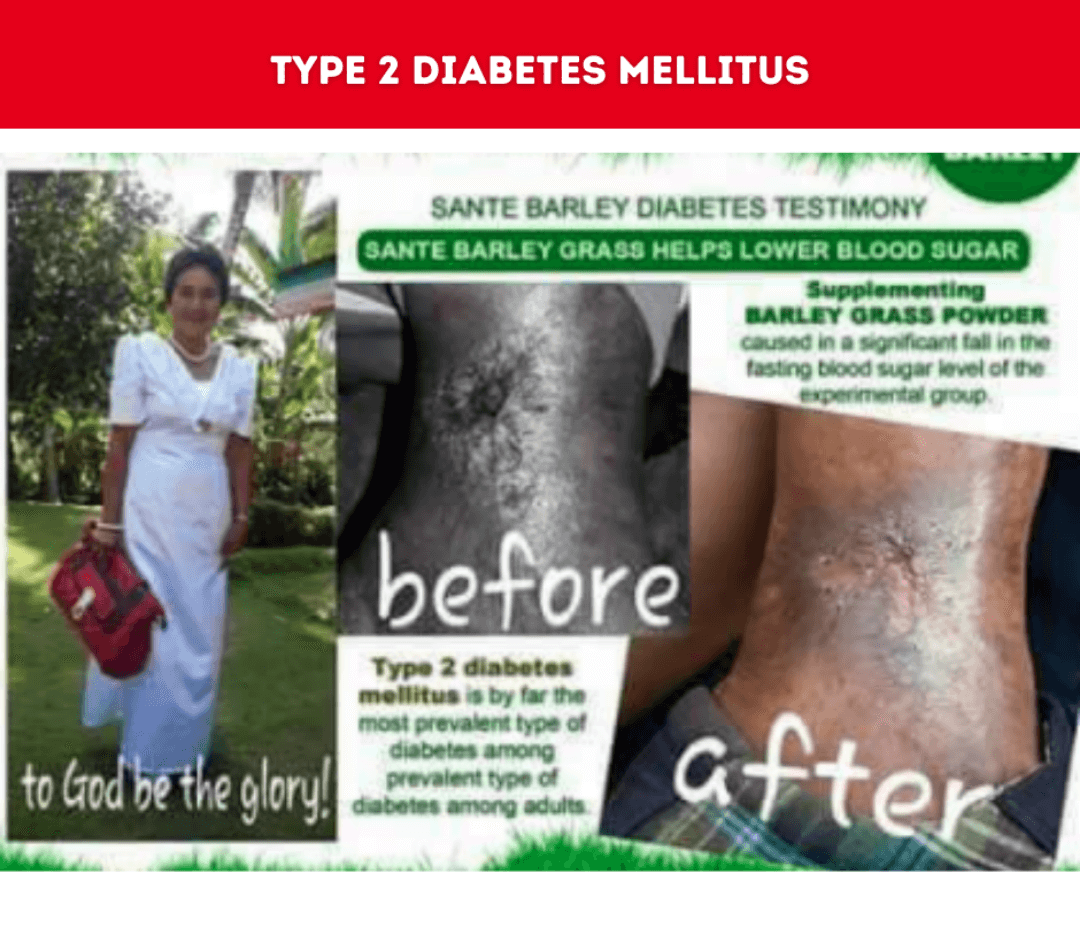 TYPE 2 DIABETES MELLITUS
BARLEY
SANTE BARLEY DIABETES TESTIMONY
SANTE BARLEY GRASS HELPS LOWER BLOOD SUGAR
Supplementing
BARLEY GRASS POWDER
caused in a significant fall in the
fasting blood sugar level of the
experimental group.
before
Type 2 diabetes
mellitus is by far the
most prevalent type of
diabetes among
prevalent type of
diabetes among adults.
to God be the glory!
after